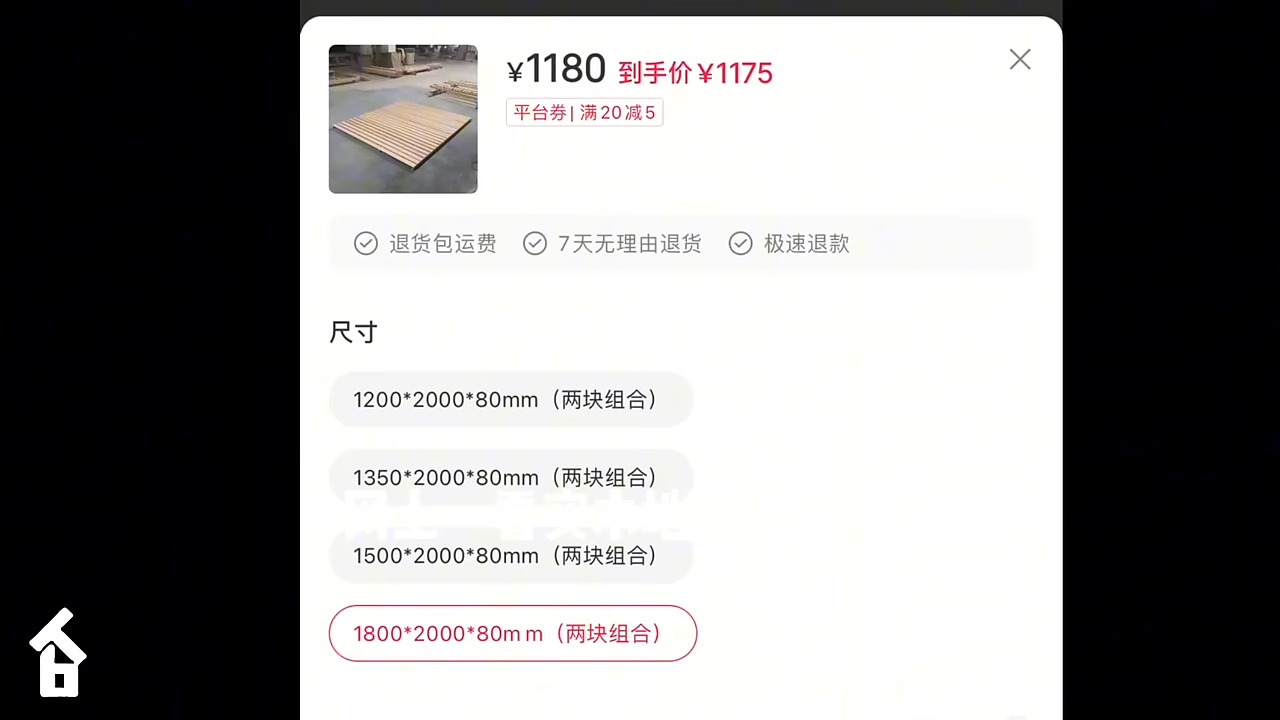 ¥1180 到手价¥1175
平台券| 满20减5
退货包运费 7天无理由退货 极速退款
尺寸
1200*2000*80mm（两块组合）
1350*2000*80mm（两块组合）
1500*2000*80mm（两块组合）
1800*2000*80mm（两块组合）